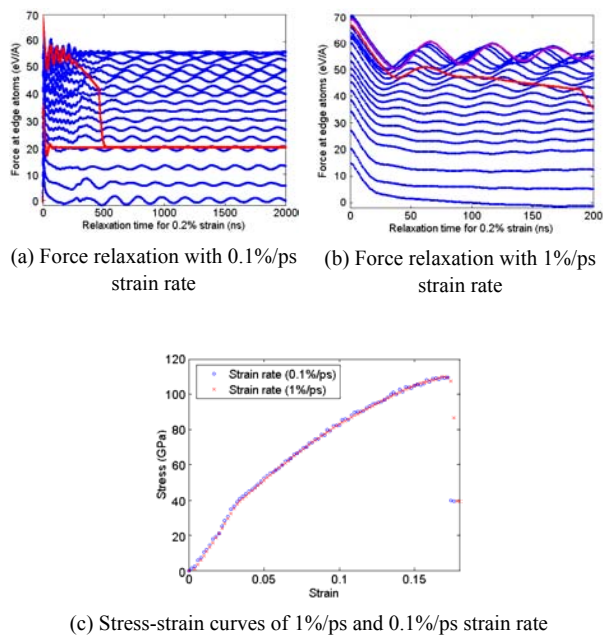 70
60
50
40
30
20
10
0
Force at edge atoms (eV/A)
0 500 1000 1500 2000
Relaxation time for 0.2% strain (ns)
(a) Force relaxation with 0.1%/ps
strain rate
70
60
50
40
30
20
10
0
Force at edge atoms (eV/A)
0 50 100 150 200
Relaxation time for 0.2% strain (ns)
(b) Force relaxation with 1%/ps
strain rate
120
100
80
60
40
20
0
Stress (GPa)
Strain rate (0.1%/ps)
Strain rate (1%/ps)
0 0.05 0.1 0.15
Strain
(c) Stress-strain curves of 1%/ps and 0.1%/ps strain rate